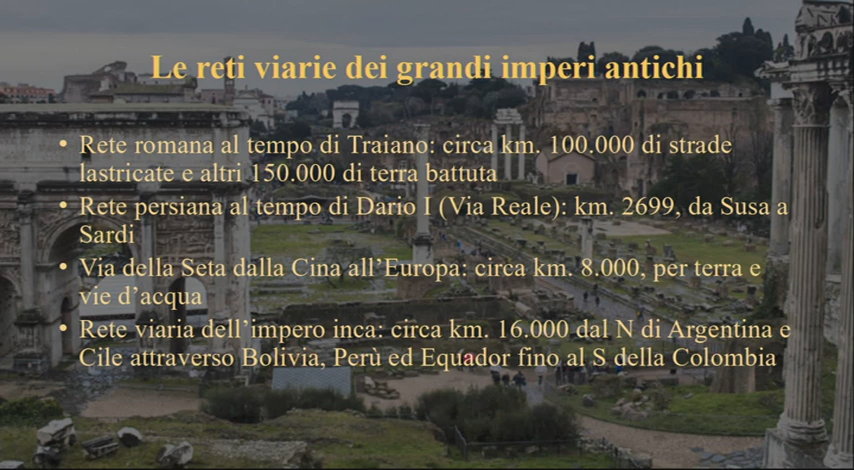 Le reti viarie dei grandi imperi antichi
• Rete romana al tempo di Traiano: circa km. 100.000 di strade
lastricate e altri 150.000 di terra battuta
• Rete persiana al tempo di Dario I (Via Reale): km. 2699, da Susa a
Sardi
• Via della Seta dalla Cina all’Europa: circa km. 8.000, per terra e
vie d’acqua
• Rete viaria dell’impero inca: circa km. 16.000 dal N di Argentina e
Cile attraverso Bolivia, Perù ed Equador fino al S della Colombia